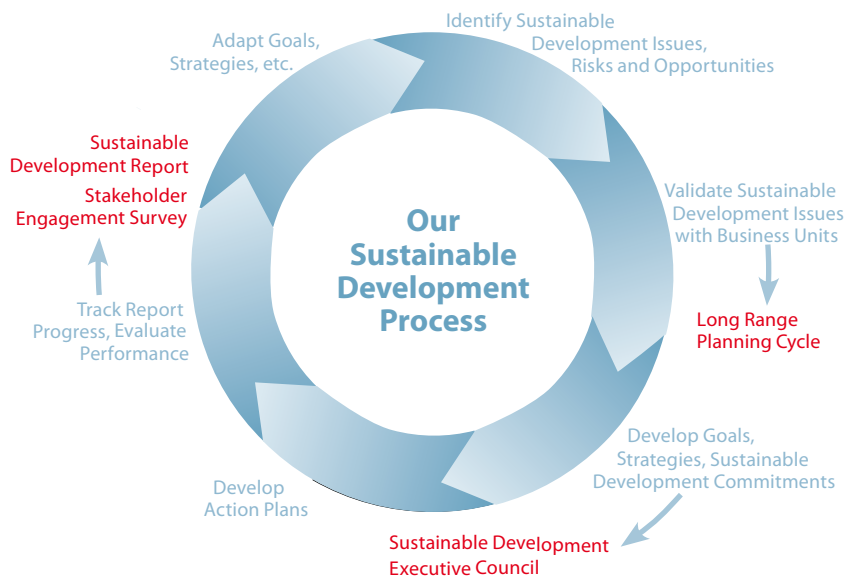 Our
Sustainable
Development
Process
Identify Sustainable
Development Issues,
Risks and Opportunities
Validate Sustainable
Development Issues
with Business Units
Long Range
Planning Cycle
Develop Goals,
Strategies, Sustainable
Development Commitments
Sustainable Development
Executive Council
Develop
Action Plans
Track Report
Progress, Evaluate
Performance
Stakeholder
Engagement Survey
Sustainable
Development Report
Adapt Goals,
Strategies, etc.